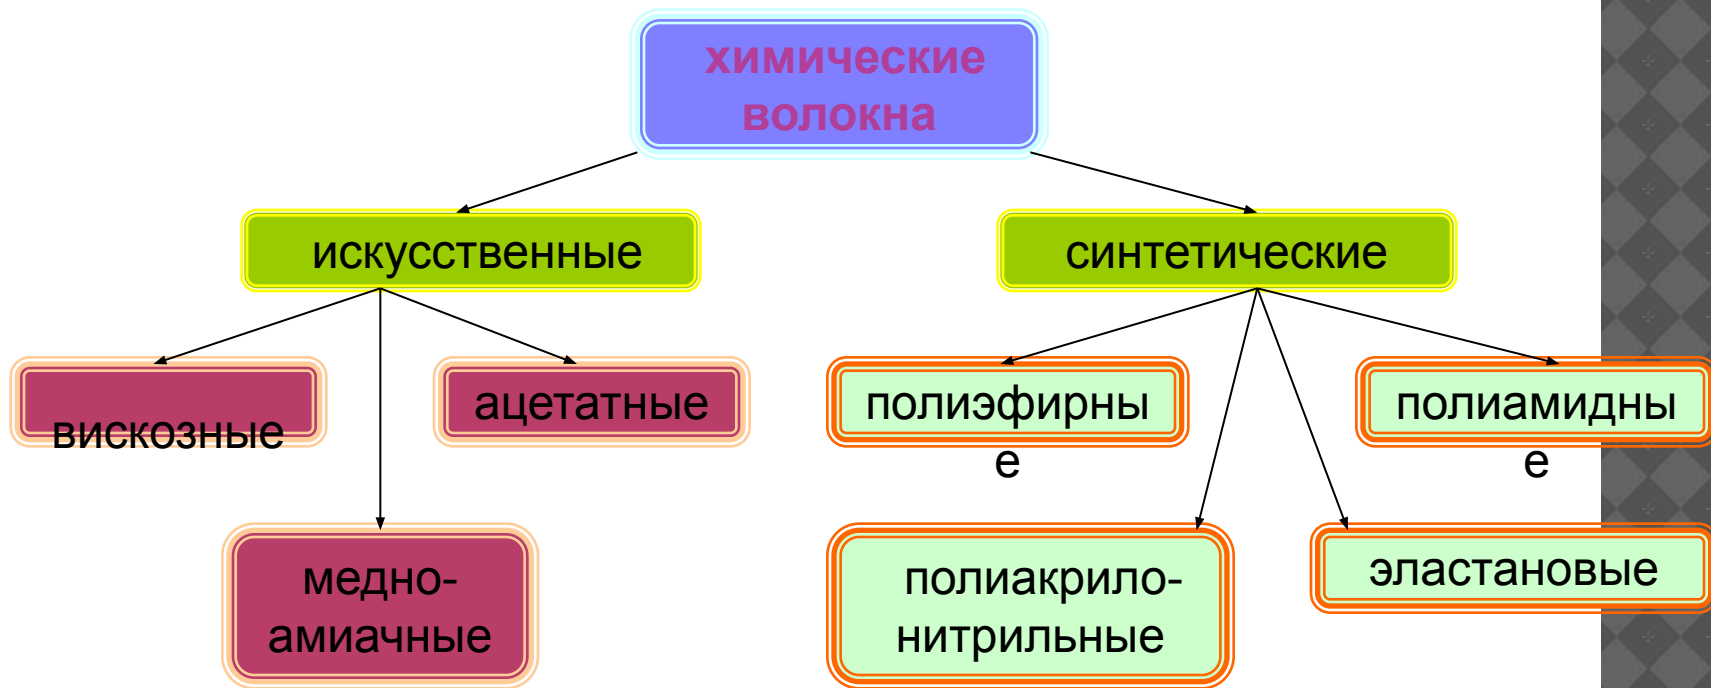 химические
волокна
искусственные
синтетические
вискозные
ацетатные
полиэфирны
е
полиамидны
е
медно-
амиачные
полиакрило-
нитрильные
эластановые